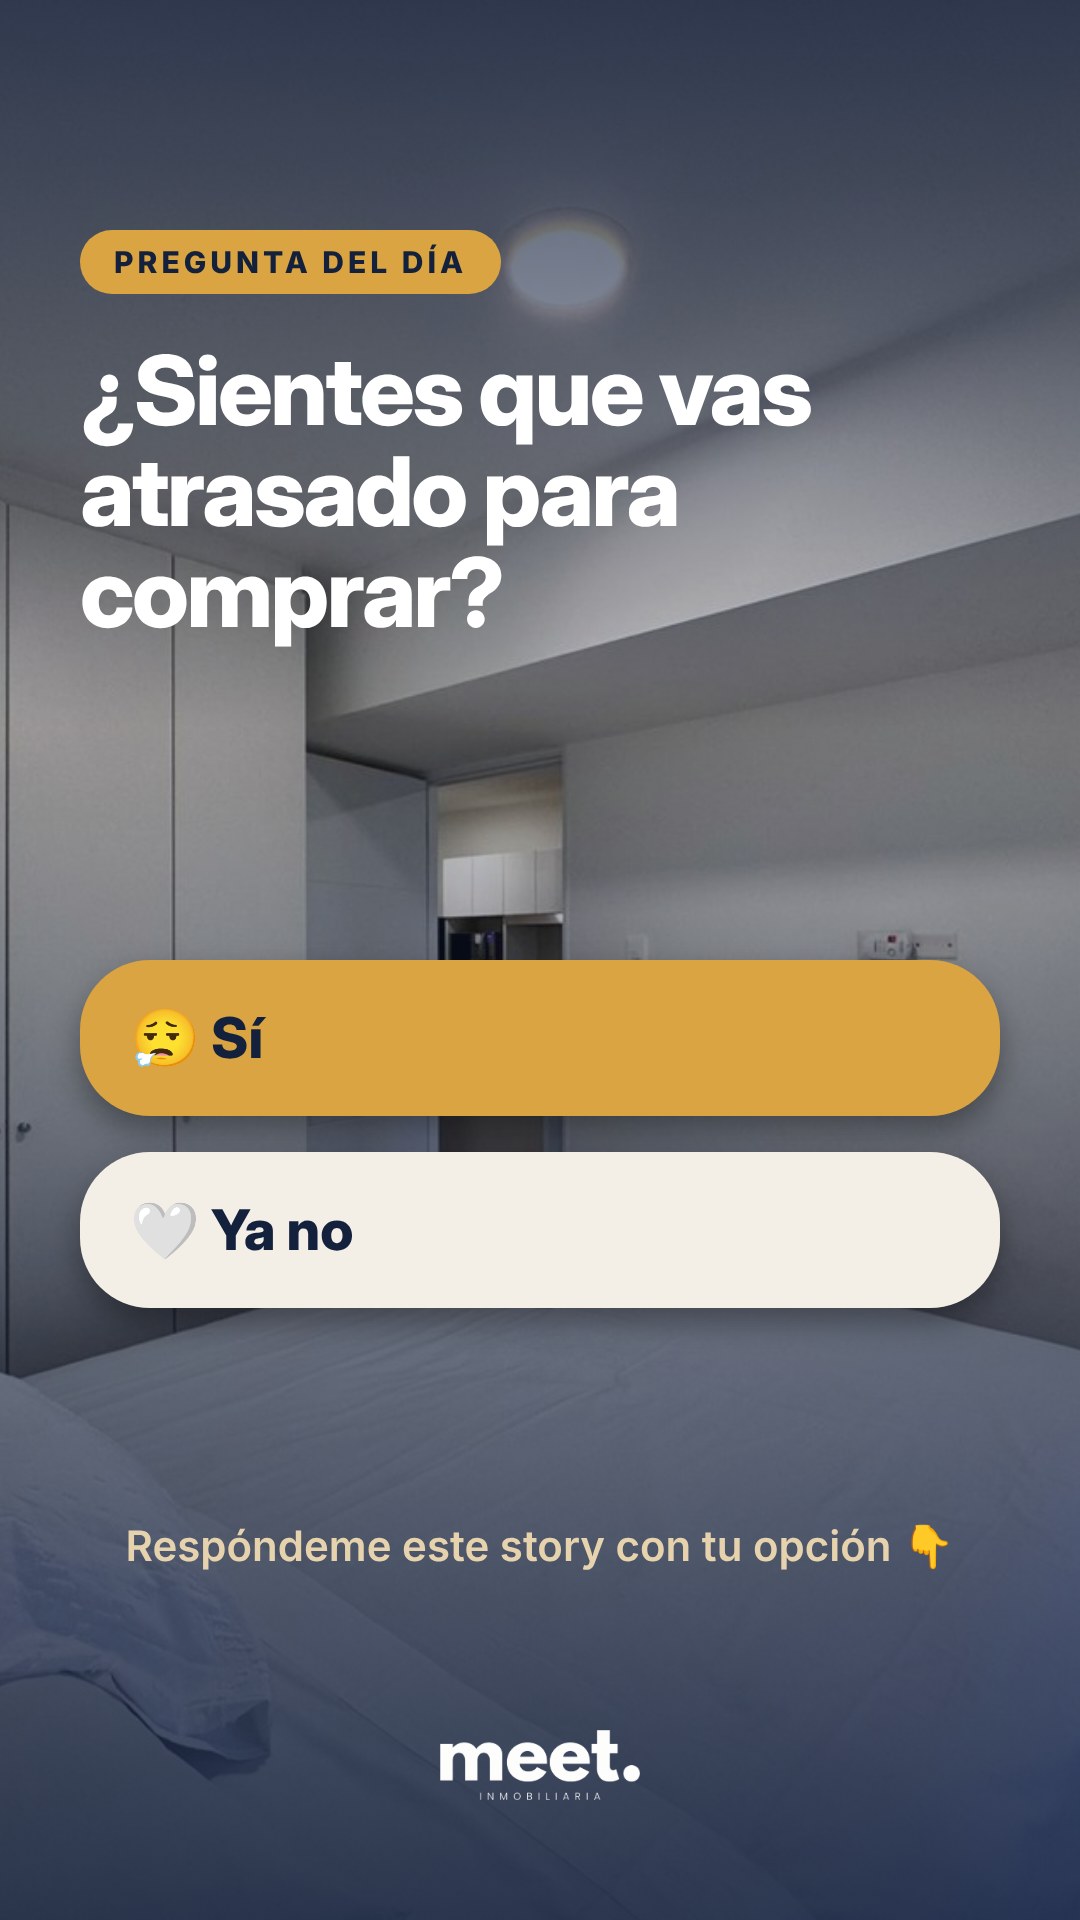 PREGUNTA DEL DÍA
¿Sientes que vas
atrasado para
comprar?
😮‍💨 Sí
🤍 Ya no
Respóndeme este story con tu opción 👇
meet.
INMOBILIARIA